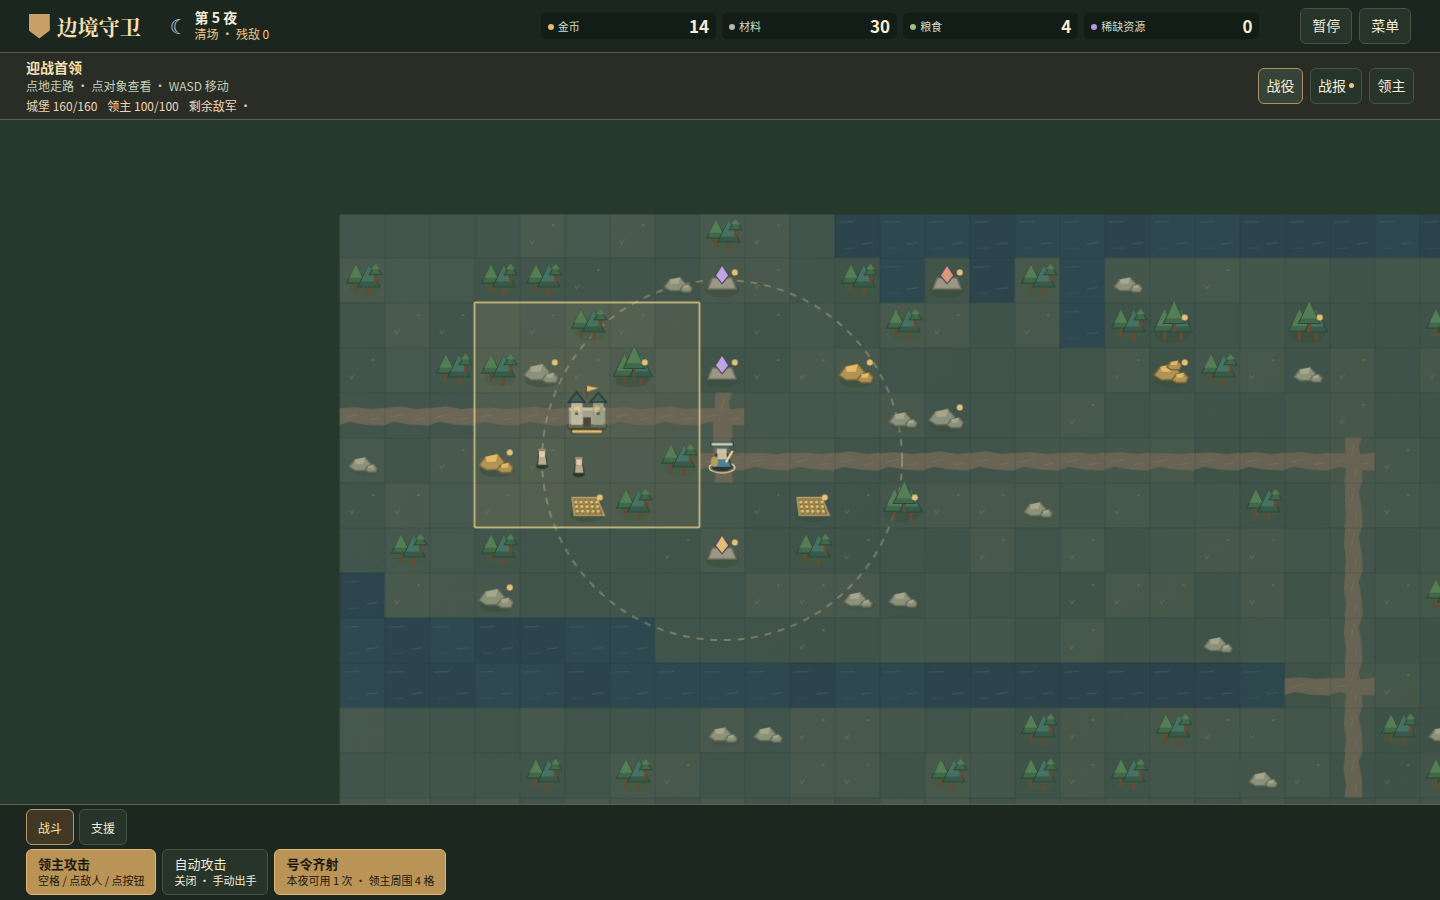 边境守卫
第 5 夜
清场 · 残敌 0
金币 14
材料 30
粮食 4
稀缺资源 0
暂停
菜单
迎战首领
点地走路 · 点对象查看 · WASD 移动
城堡 160/160 领主 100/100 剩余敌军 ·
战役
战报
领主
战斗
支援
领主攻击
空格 / 点敌人 / 点按钮
自动攻击
关闭 · 手动出手
号令齐射
本夜可用 1 次 · 领主周围 4 格